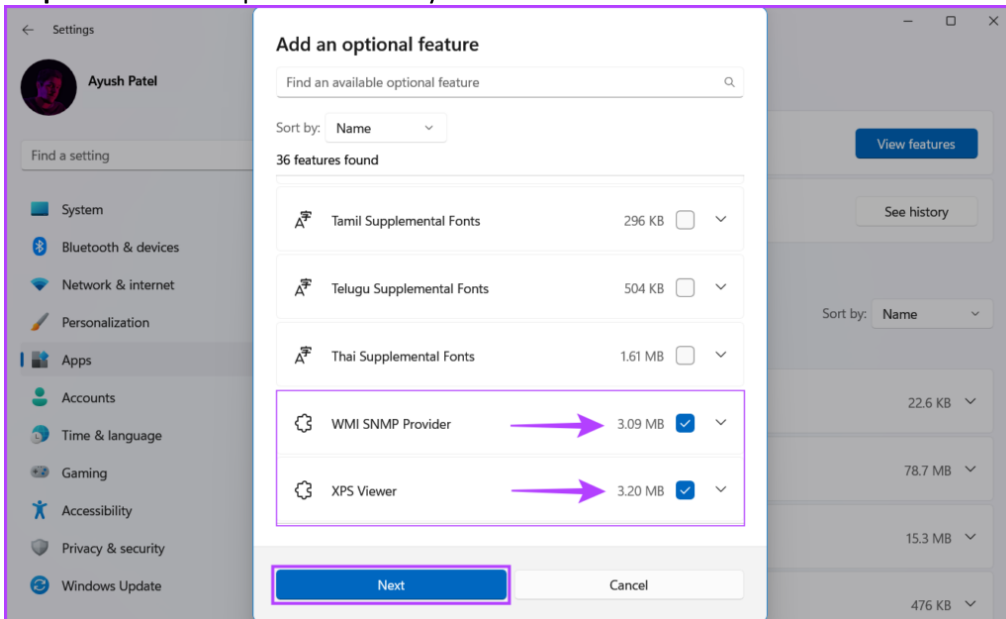 Settings
Ayush Patel
Find a setting
System
Bluetooth & devices
Network & internet
Personalization
Apps
Accounts
Time & language
Gaming
Accessibility
Privacy & security
Windows Update
Add an optional feature
Find an available optional feature
Sort by: Name
36 features found
Tamil Supplemental Fonts 296 KB
Telugu Supplemental Fonts 504 KB
Thai Supplemental Fonts 1.61 MB
WMI SNMP Provider 3.09 MB
XPS Viewer 3.20 MB
Next Cancel
View features
See history
Sort by: Name
22.6 KB
78.7 MB
15.3 MB
476 KB